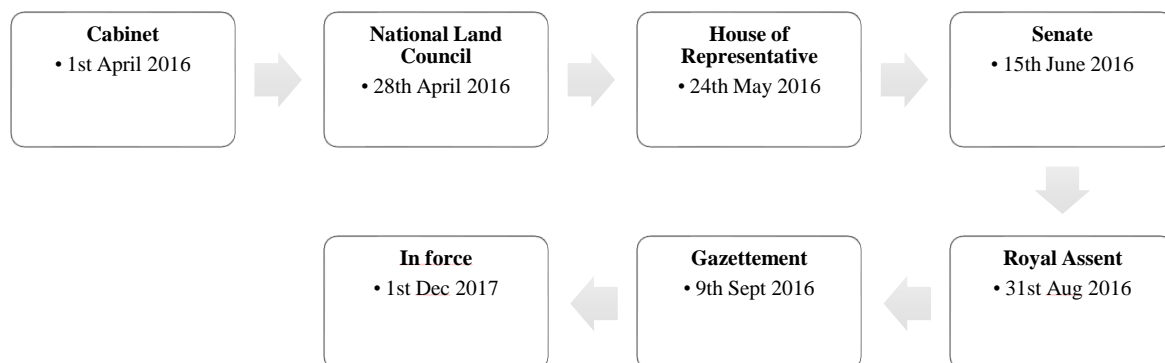 Cabinet
• 1st April 2016
National Land
Council
• 28th April 2016
House of
Representative
• 24th May 2016
Senate
• 15th June 2016
Royal Assent
• 31st Aug 2016
Gazettement
• 9th Sept 2016
In force
• 1st Dec 2017